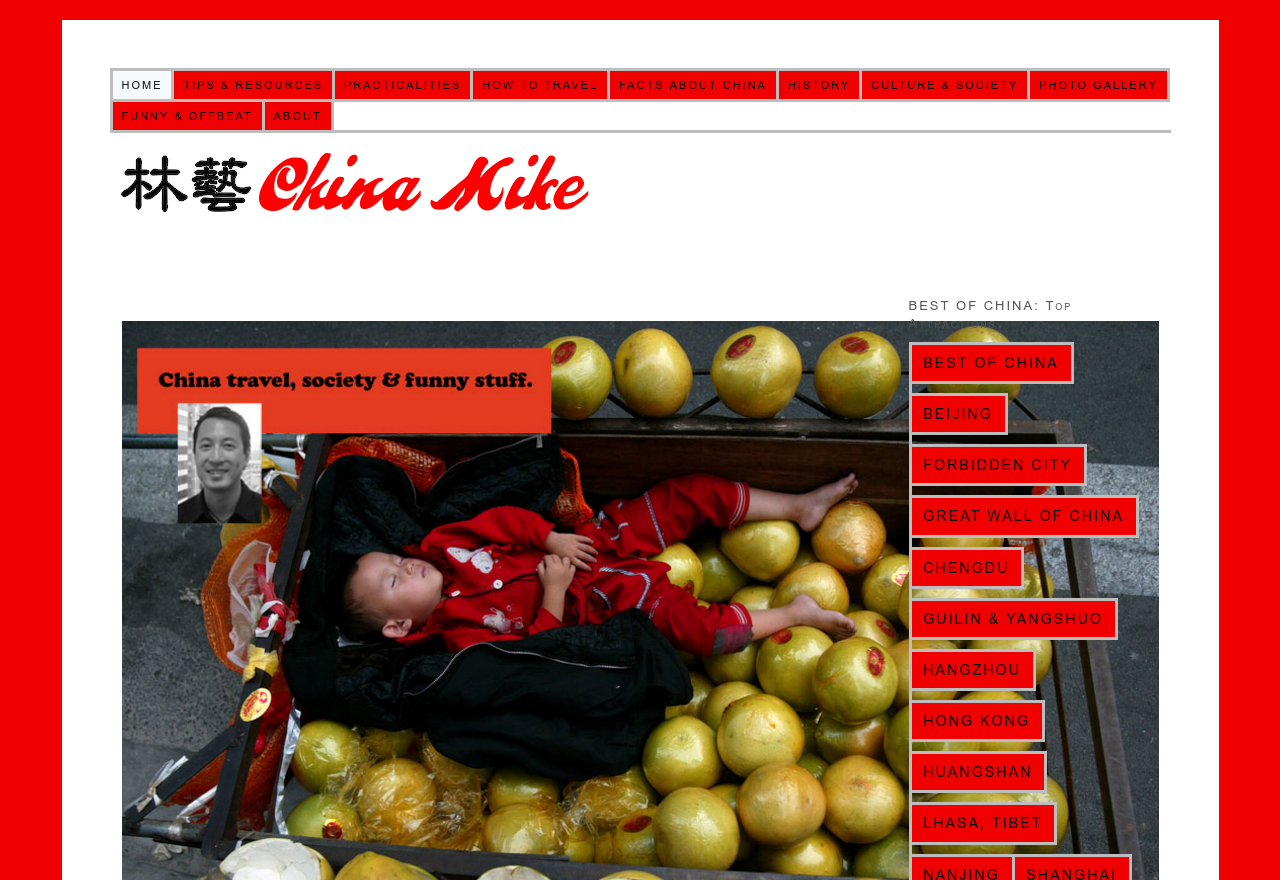 HOME TIPS & RESOURCES PRACTICALITIES HOW TO TRAVEL FACTS ABOUT CHINA HISTORY CULTURE & SOCIETY PHOTO GALLERY
FUNNY & OFFBEAT ABOUT
林藝 China Mike
BEST OF CHINA: Top
Attractions
China travel, society & funny stuff.
BEST OF CHINA
BEIJING
FORBIDDEN CITY
GREAT WALL OF CHINA
CHENGDU
GUILIN & YANGSHUO
HANGZHOU
HONG KONG
HUANGSHAN
LHASA, TIBET
NANJING SHANGHAI